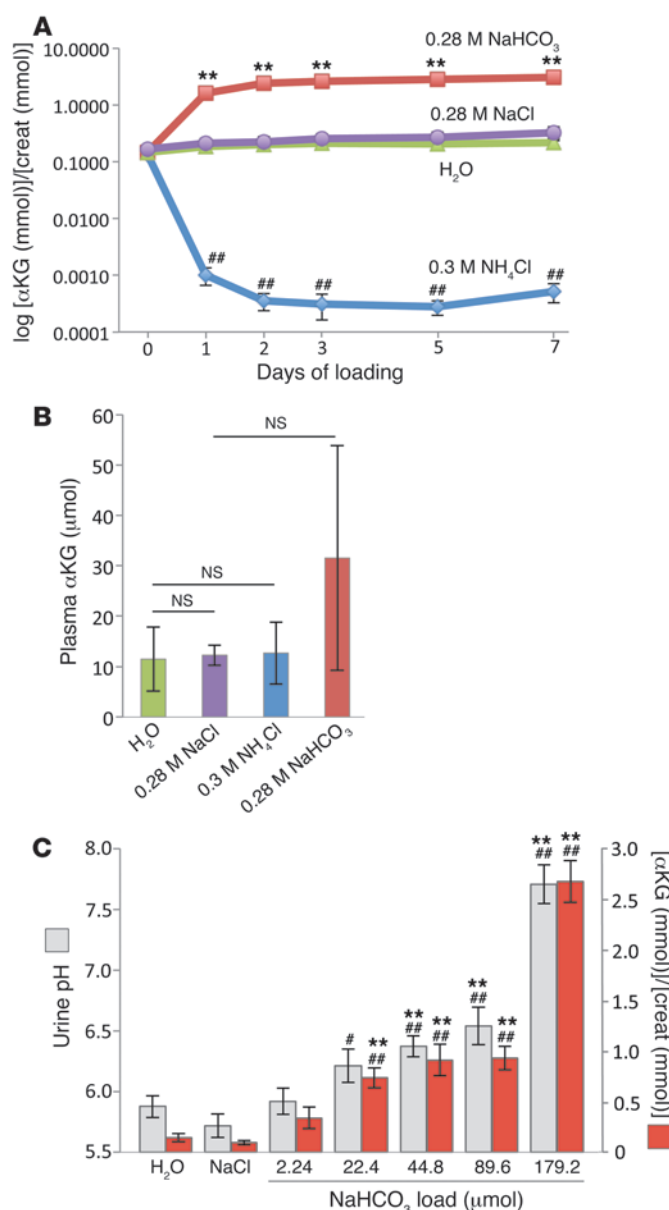 A
log [αKG (mmol)]/[creat (mmol)]
10.0000
1.0000
0.1000
0.0100
0.0010
0.0001
0.28 M NaHCO₃
** ** ** ** **
0.28 M NaCl
H₂O
0.3 M NH₄Cl
## ## ## ## ##
0 1 2 3 5 7
Days of loading
B
Plasma αKG (μmol)
60
50
40
30
20
10
0
NS
NS
NS
H₂O
0.28 M NaCl
0.3 M NH₄Cl
0.28 M NaHCO₃
C
Urine pH
8.0
7.5
7.0
6.5
6.0
5.5
# ** ## ** ## ** ## ** ## ** ## ** ## ** ##
3.0
2.5
2.0
1.5
1.0
0.5
0
[αKG (mmol)]/[creat (mmol)]
H₂O NaCl 2.24 22.4 44.8 89.6 179.2
NaHCO₃ load (μmol)